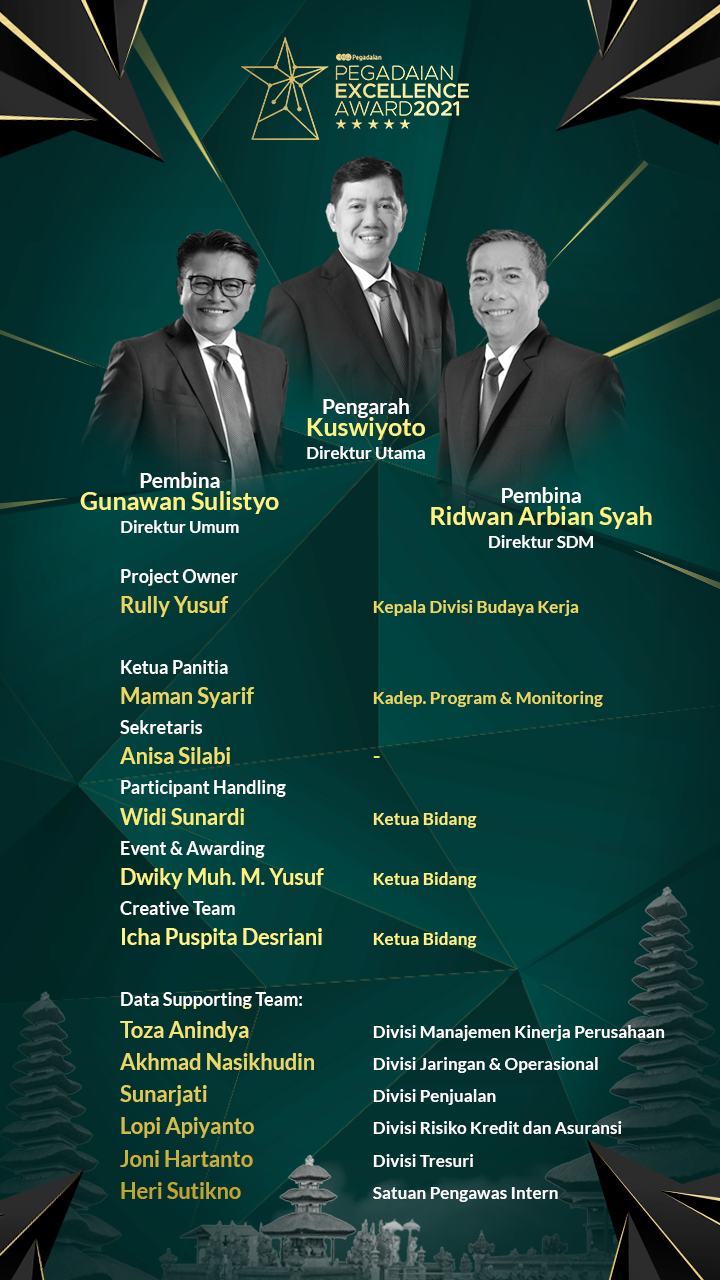 Pegadaian
PEGADAIAN
EXCELLENCE
AWARD2021
Pengarah
Kuswiyoto
Direktur Utama
Pembina
Gunawan Sulistyo
Direktur Umum
Pembina
Ridwan Arbian Syah
Direktur SDM
Project Owner
Rully Yusuf Kepala Divisi Budaya Kerja
Ketua Panitia
Maman Syarif Kadep. Program & Monitoring
Sekretaris
Anisa Silabi -
Participant Handling
Widi Sunardi Ketua Bidang
Event & Awarding
Dwiky Muh. M. Yusuf Ketua Bidang
Creative Team
Icha Puspita Desriani Ketua Bidang
Data Supporting Team:
Toza Anindya Divisi Manajemen Kinerja Perusahaan
Akhmad Nasikhudin Divisi Jaringan & Operasional
Sunarjati Divisi Penjualan
Lopi Apiyanto Divisi Risiko Kredit dan Asuransi
Joni Hartanto Divisi Tresuri
Heri Sutikno Satuan Pengawas Intern